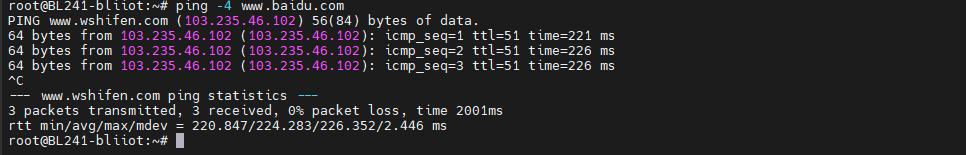 root@BL241-bliiot:~# ping -4 www.baidu.com
PING www.wshifen.com (103.235.46.102) 56(84) bytes of data.
64 bytes from 103.235.46.102 (103.235.46.102): icmp_seq=1 ttl=51 time=221 ms
64 bytes from 103.235.46.102 (103.235.46.102): icmp_seq=2 ttl=51 time=226 ms
64 bytes from 103.235.46.102 (103.235.46.102): icmp_seq=3 ttl=51 time=226 ms
^C
--- www.wshifen.com ping statistics ---
3 packets transmitted, 3 received, 0% packet loss, time 2001ms
rtt min/avg/max/mdev = 220.847/224.283/226.352/2.446 ms
root@BL241-bliiot:~#